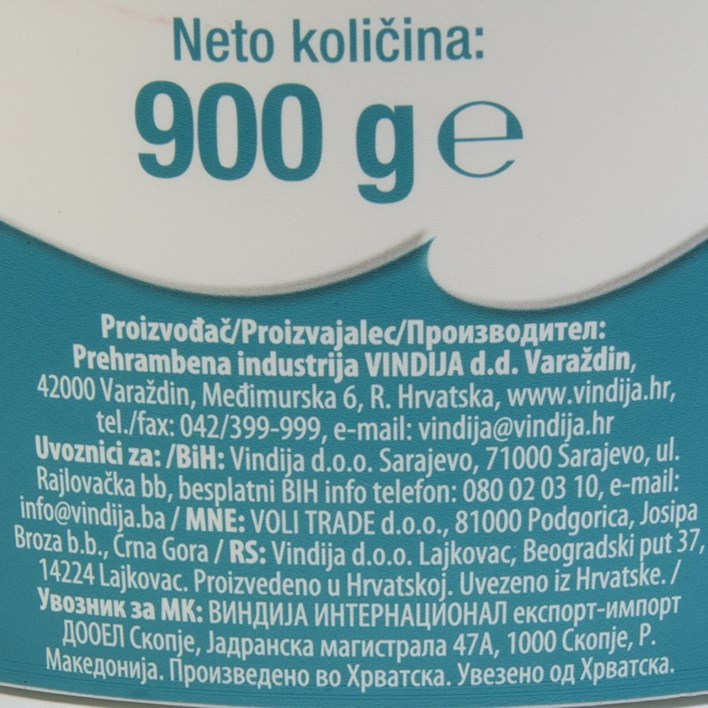 Neto količina:
900 g ℮
Proizvođač/Proizvajalec/Производител:
Prehrambena industrija VINDIJA d.d. Varaždin,
42000 Varaždin, Međimurska 6, R. Hrvatska, www.vindija.hr,
tel./fax: 042/399-999, e-mail: vindija@vindija.hr
Uvoznici za: /BiH: Vindija d.o.o. Sarajevo, 71000 Sarajevo, ul.
Rajlovačka bb, besplatni BIH info telefon: 080 02 03 10, e-mail:
info@vindija.ba / MNE: VOLI TRADE d.o.o., 81000 Podgorica, Josipa
Broza b.b., Crna Gora / RS: Vindija d.o.o. Lajkovac, Beogradski put 37,
14224 Lajkovac. Proizvedeno u Hrvatskoj. Uvezeno iz Hrvatske. /
Увозник за МК: ВИНДИЈА ИНТЕРНАЦИОНАЛ експорт-импорт
ДООЕЛ Скопје, Јадранска магистрала 47А, 1000 Скопје, Р.
Македонија. Произведено во Хрватска. Увезено од Хрватска.